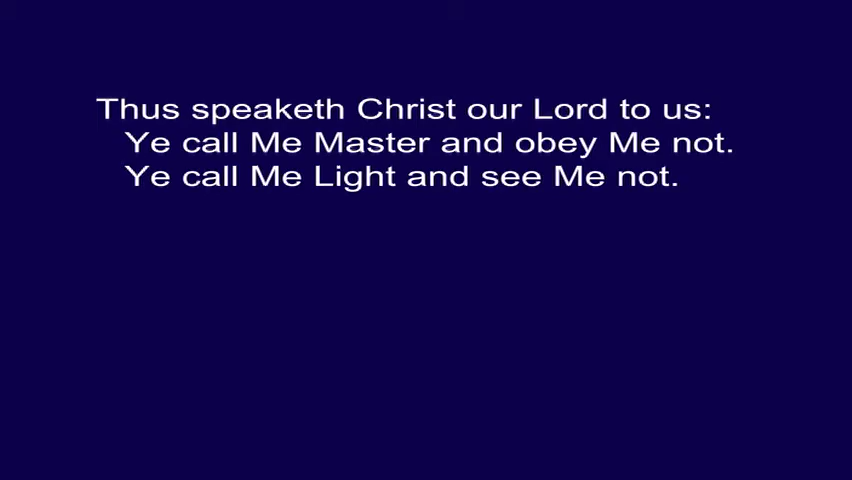 Thus speaketh Christ our Lord to us:
Ye call Me Master and obey Me not.
Ye call Me Light and see Me not.